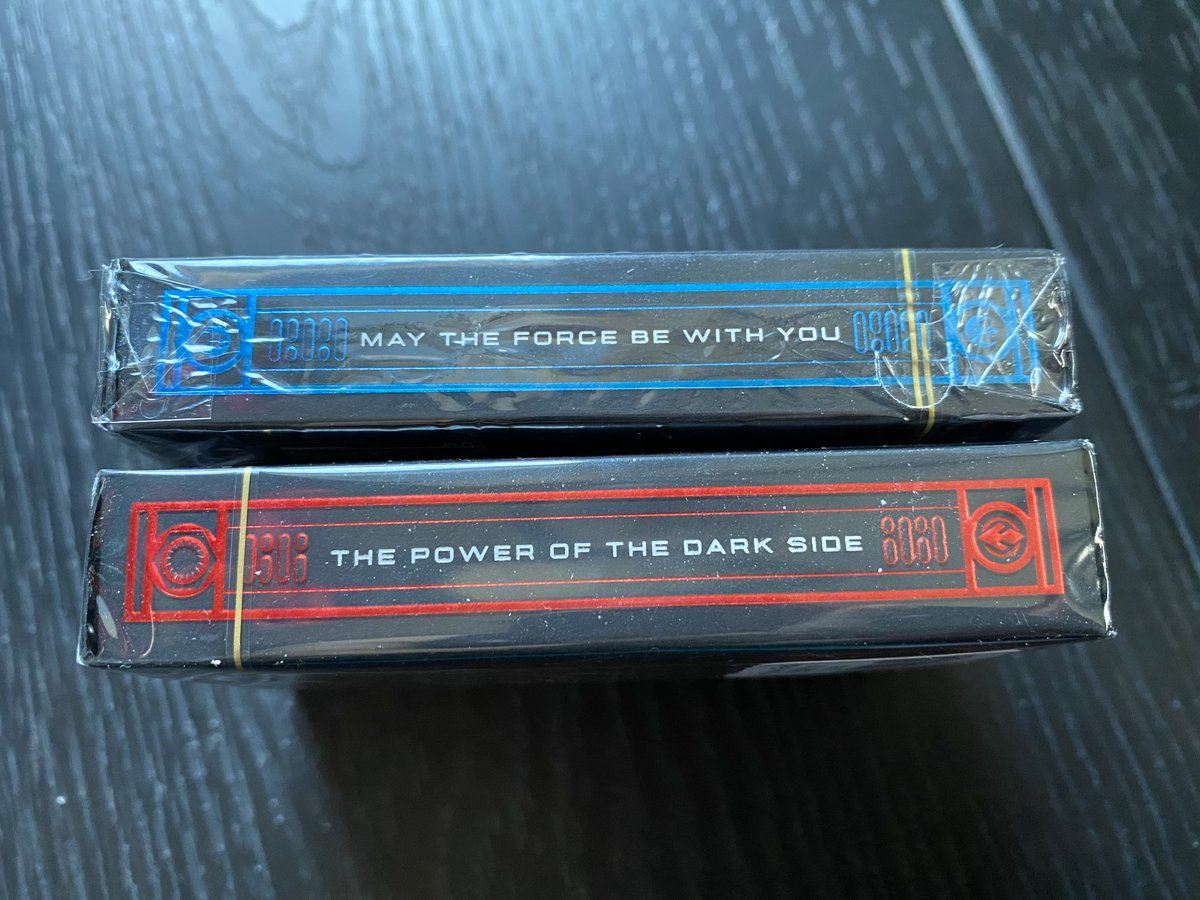 MAY THE FORCE BE WITH YOU
THE POWER OF THE DARK SIDE